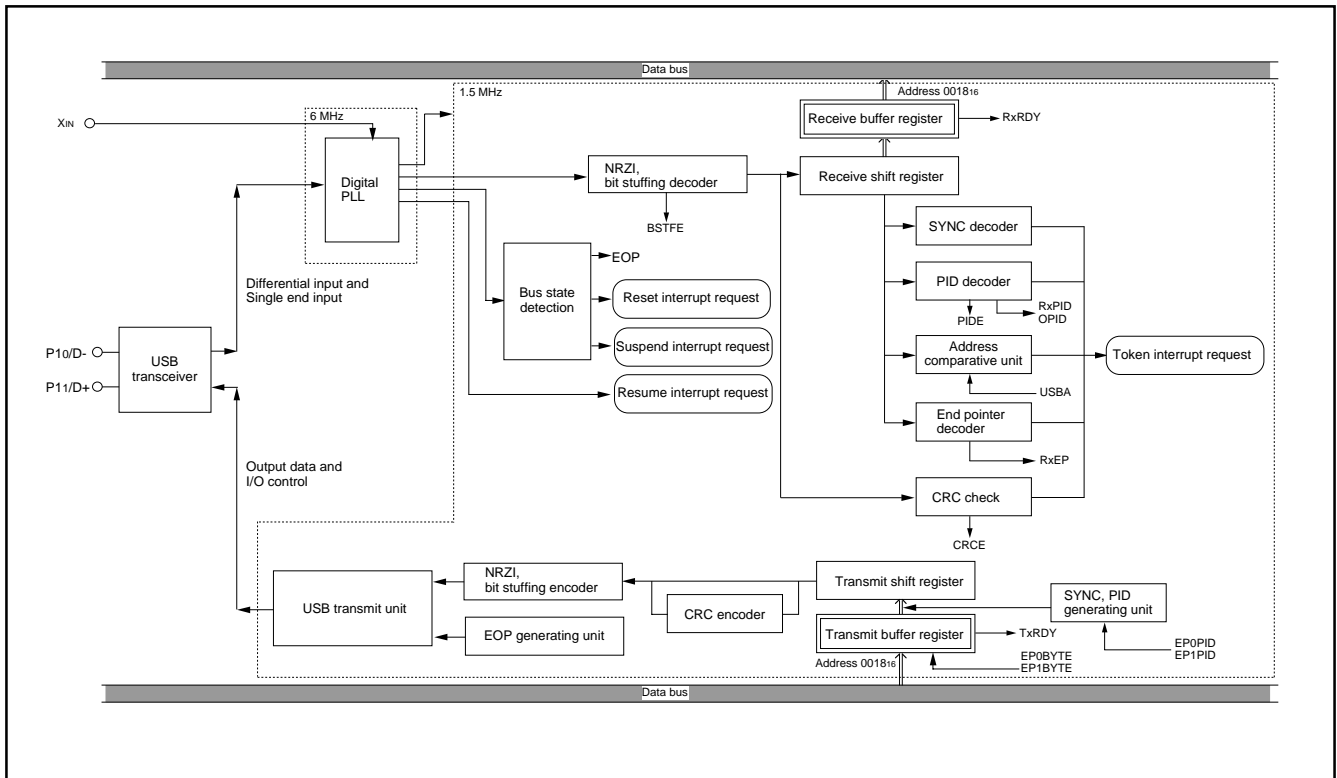 Data bus
1.5 MHz
Address 001816
6 MHz
XIN
Receive buffer register
RxRDY
Digital
PLL
NRZI,
bit stuffing decoder
Receive shift register
BSTFE
SYNC decoder
EOP
Differential input and
Single end input
Bus state
detection
Reset interrupt request
PID decoder
RxPID
OPID
PIDE
P10/D-
P11/D+
USB
transceiver
Suspend interrupt request
Address
comparative unit
Token interrupt request
Resume interrupt request
USBA
End pointer
decoder
RxEP
Output data and
I/O control
CRC check
CRCE
NRZI,
bit stuffing encoder
Transmit shift register
USB transmit unit
CRC encoder
SYNC, PID
generating unit
EOP generating unit
Transmit buffer register
TxRDY
EP0PID
EP1PID
Address 001816
EP0BYTE
EP1BYTE
Data bus